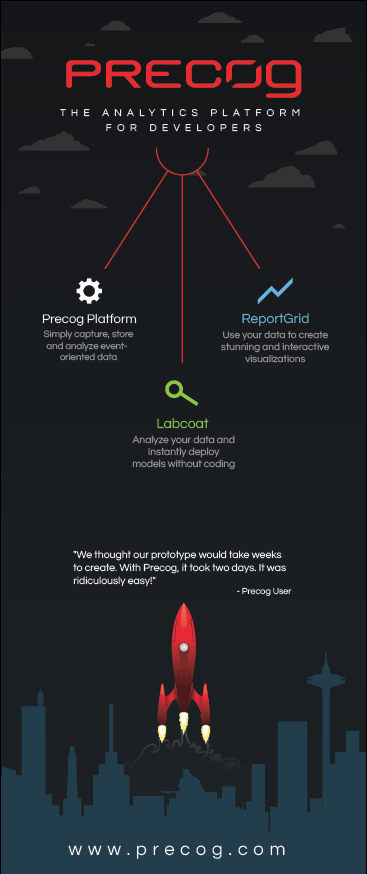 PRECOG
THE ANALYTICS PLATFORM
FOR DEVELOPERS
Precog Platform
Simply capture, store
and analyze event-
oriented data
ReportGrid
Use your data to create
stunning and interactive
visualizations
Labcoat
Analyze your data and
instantly deploy
models without coding
"We thought our prototype would take weeks
to create. With Precog, it took two days. It was
ridiculously easy!"
- Precog User
www.precog.com